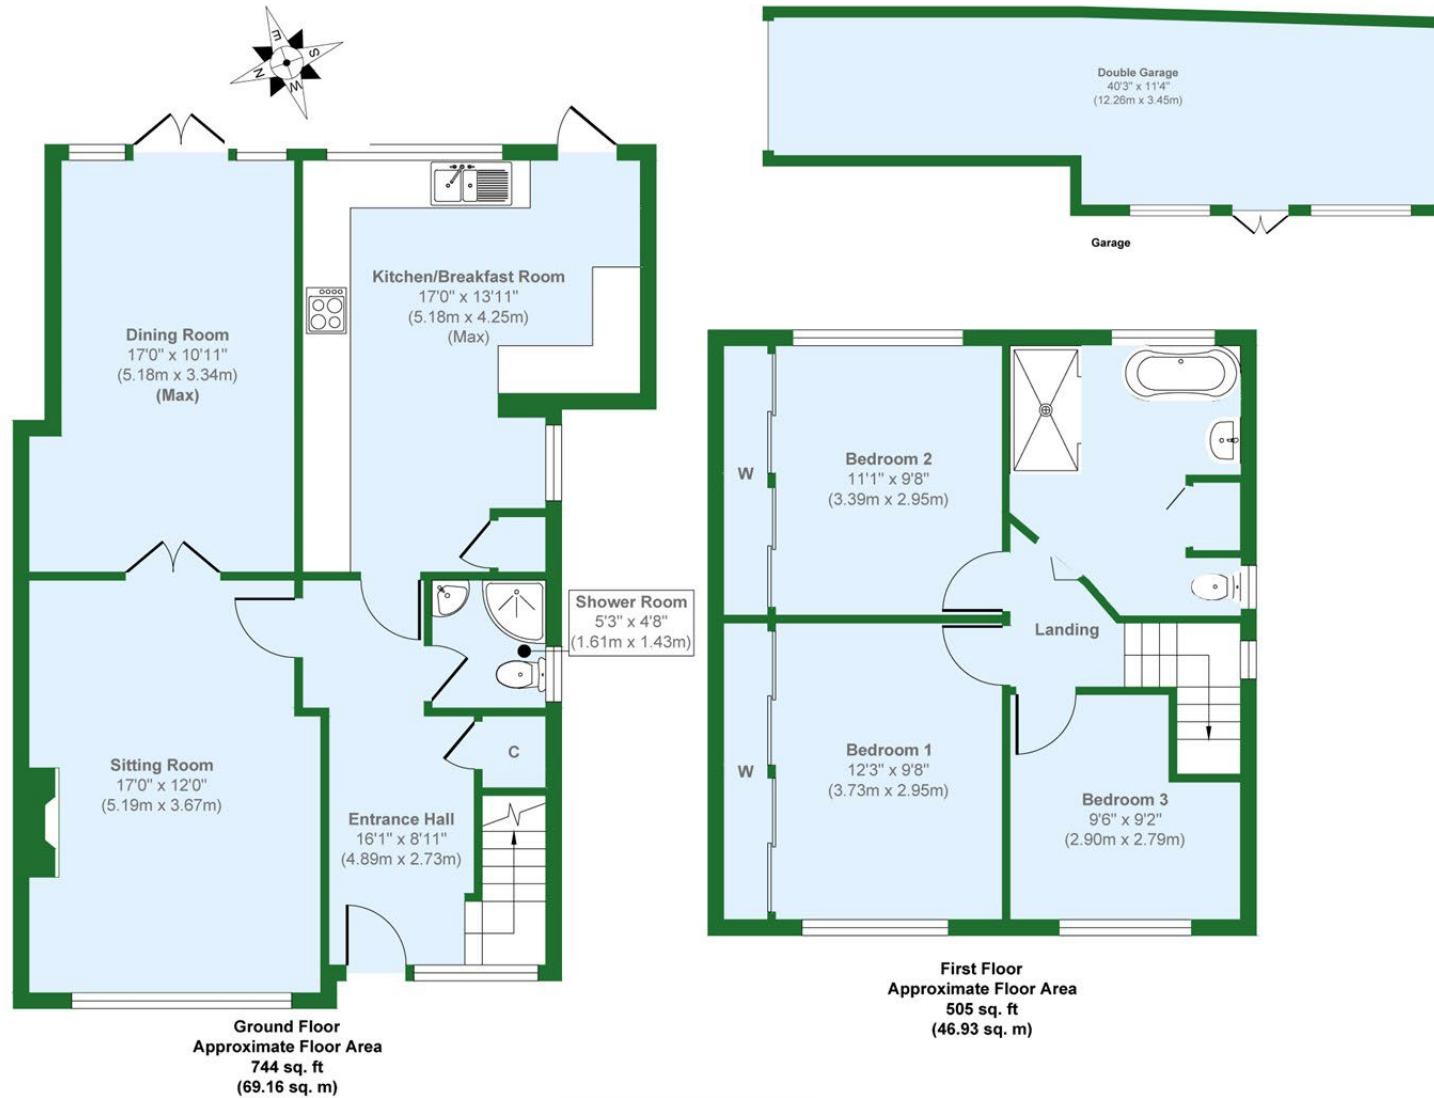 E
S
N
W
Double Garage
40'3" x 11'4"
(12.26m x 3.45m)
Garage
Dining Room
17'0" x 10'11"
(5.18m x 3.34m)
(Max)
Kitchen/Breakfast Room
17'0" x 13'11"
(5.18m x 4.25m)
(Max)
Shower Room
5'3" x 4'8"
(1.61m x 1.43m)
Sitting Room
17'0" x 12'0"
(5.19m x 3.67m)
C
Entrance Hall
16'1" x 8'11"
(4.89m x 2.73m)
Ground Floor
Approximate Floor Area
744 sq. ft
(69.16 sq. m)
W
Bedroom 2
11'1" x 9'8"
(3.39m x 2.95m)
Landing
W
Bedroom 1
12'3" x 9'8"
(3.73m x 2.95m)
Bedroom 3
9'6" x 9'2"
(2.90m x 2.79m)
First Floor
Approximate Floor Area
505 sq. ft
(46.93 sq. m)